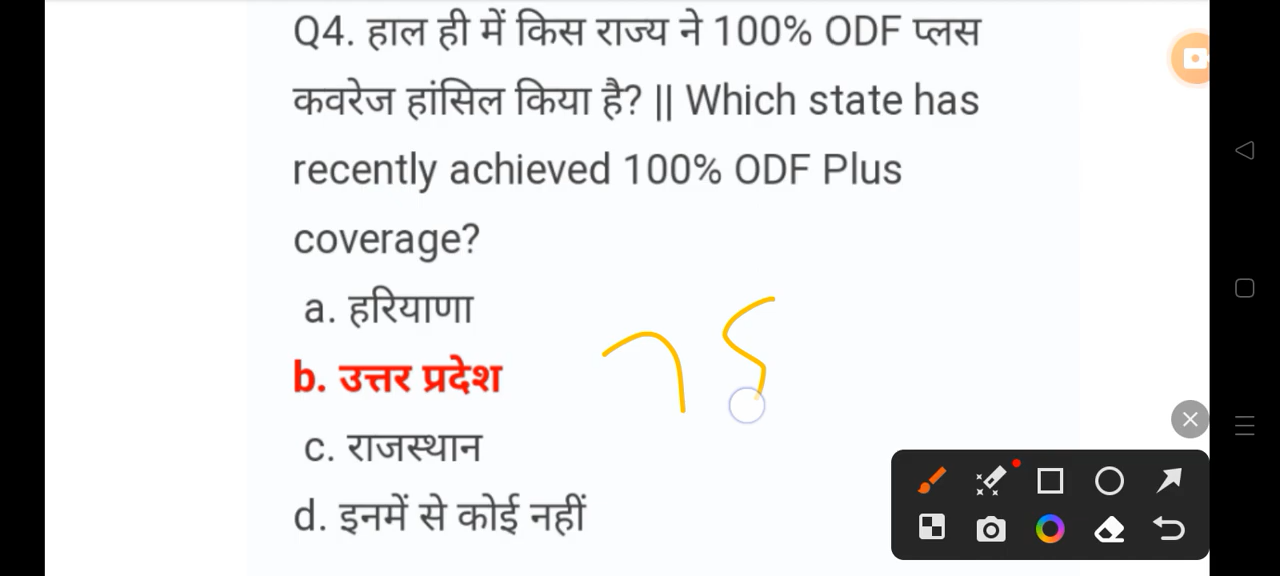 Q4. हाल ही में किस राज्य ने 100% ODF प्लस
कवरेज हांसिल किया है? || Which state has
recently achieved 100% ODF Plus
coverage?
a. हरियाणा
b. उत्तर प्रदेश
c. राजस्थान
d. इनमें से कोई नहीं